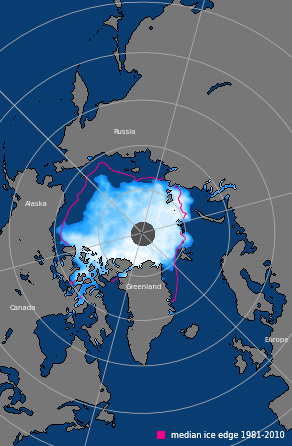 Russia
Alaska
Greenland
Canada
Europe
median ice edge 1981-2010